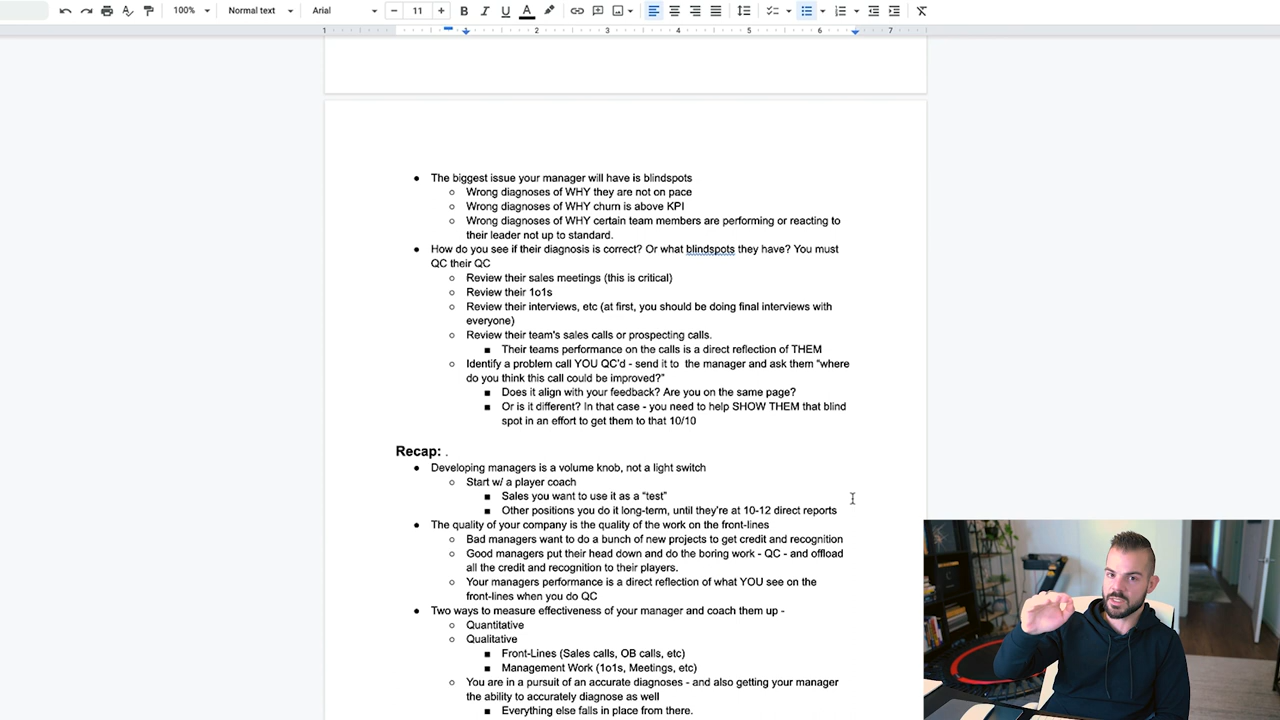 100%
Normal text
Arial
11
B I U A
1 1 2 3 4 5 6 7
● The biggest issue your manager will have is blindspots
○ Wrong diagnoses of WHY they are not on pace
○ Wrong diagnoses of WHY churn is above KPI
○ Wrong diagnoses of WHY certain team members are performing or reacting to
their leader not up to standard.
● How do you see if their diagnosis is correct? Or what blindspots they have? You must
QC their QC
○ Review their sales meetings (this is critical)
○ Review their 1o1s
○ Review their interviews, etc (at first, you should be doing final interviews with
everyone)
○ Review their team's sales calls or prospecting calls.
■ Their teams performance on the calls is a direct reflection of THEM
○ Identify a problem call YOU QC'd - send it to the manager and ask them “where
do you think this call could be improved?”
■ Does it align with your feedback? Are you on the same page?
■ Or is it different? In that case - you need to help SHOW THEM that blind
spot in an effort to get them to that 10/10
Recap: .
● Developing managers is a volume knob, not a light switch
○ Start w/ a player coach
■ Sales you want to use it as a “test”
■ Other positions you do it long-term, until they're at 10-12 direct reports
● The quality of your company is the quality of the work on the front-lines
○ Bad managers want to do a bunch of new projects to get credit and recognition
○ Good managers put their head down and do the boring work - QC - and offload
all the credit and recognition to their players.
○ Your managers performance is a direct reflection of what YOU see on the
front-lines when you do QC
● Two ways to measure effectiveness of your manager and coach them up -
○ Quantitative
○ Qualitative
■ Front-Lines (Sales calls, OB calls, etc)
■ Management Work (1o1s, Meetings, etc)
○ You are in a pursuit of an accurate diagnoses - and also getting your manager
the ability to accurately diagnose as well
■ Everything else falls in place from there.